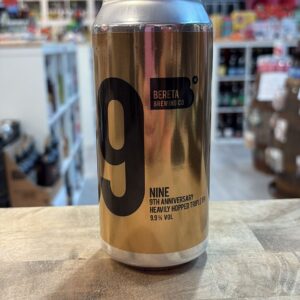 9
BERETA
BREWING CO.
NINE
9TH ANNIVERSARY
HEAVILY HOPPED TRIPLE IPA
9.9% VOL